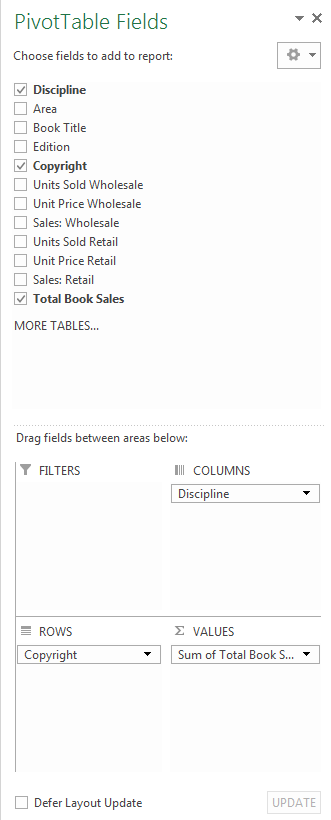 PivotTable Fields
Choose fields to add to report:
Discipline
Area
Book Title
Edition
Copyright
Units Sold Wholesale
Unit Price Wholesale
Sales: Wholesale
Units Sold Retail
Unit Price Retail
Sales: Retail
Total Book Sales
MORE TABLES...
Drag fields between areas below:
FILTERS
COLUMNS
Discipline
ROWS
VALUES
Copyright
Sum of Total Book S...
Defer Layout Update
UPDATE